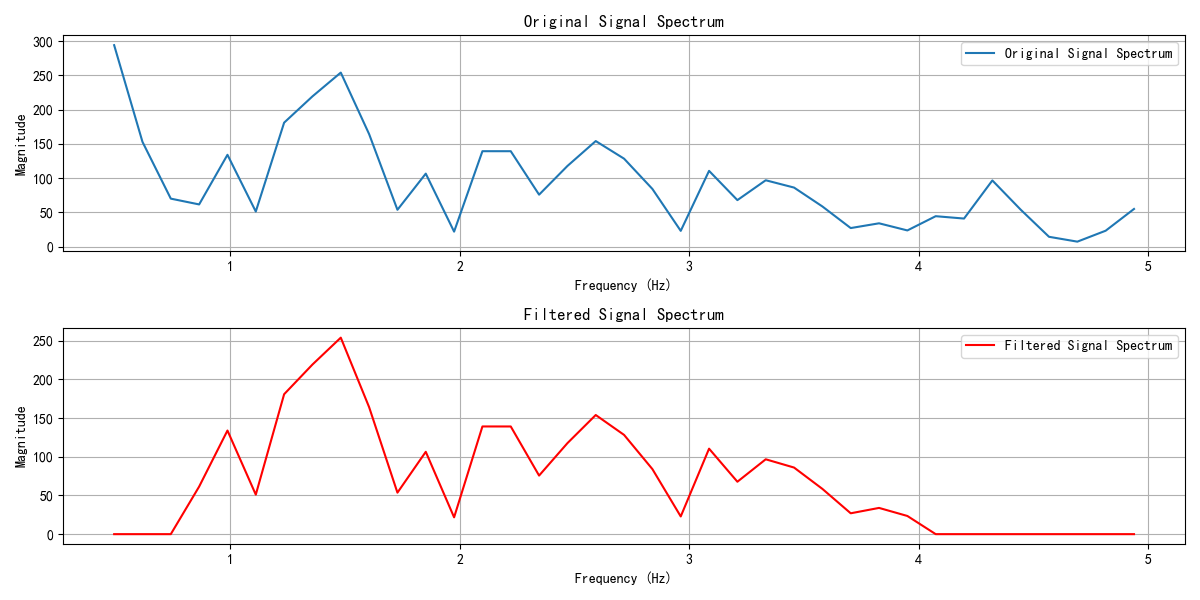 Original Signal Spectrum
300
250
200
150
100
50
0
Magnitude
Original Signal Spectrum
1 2 3 4 5
Frequency (Hz)
Filtered Signal Spectrum
250
200
150
100
50
0
Magnitude
Filtered Signal Spectrum
1 2 3 4 5
Frequency (Hz)